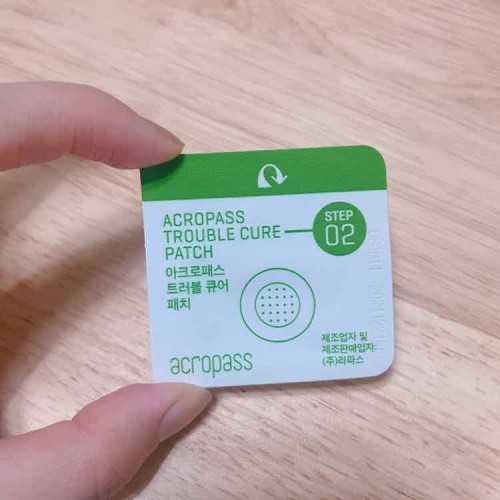 ACROPASS
TROUBLE CURE
PATCH
STEP
02
아크로패스
트러블 큐어
패치
제조업자 및
제조판매업자:
(주)라파스
acropass